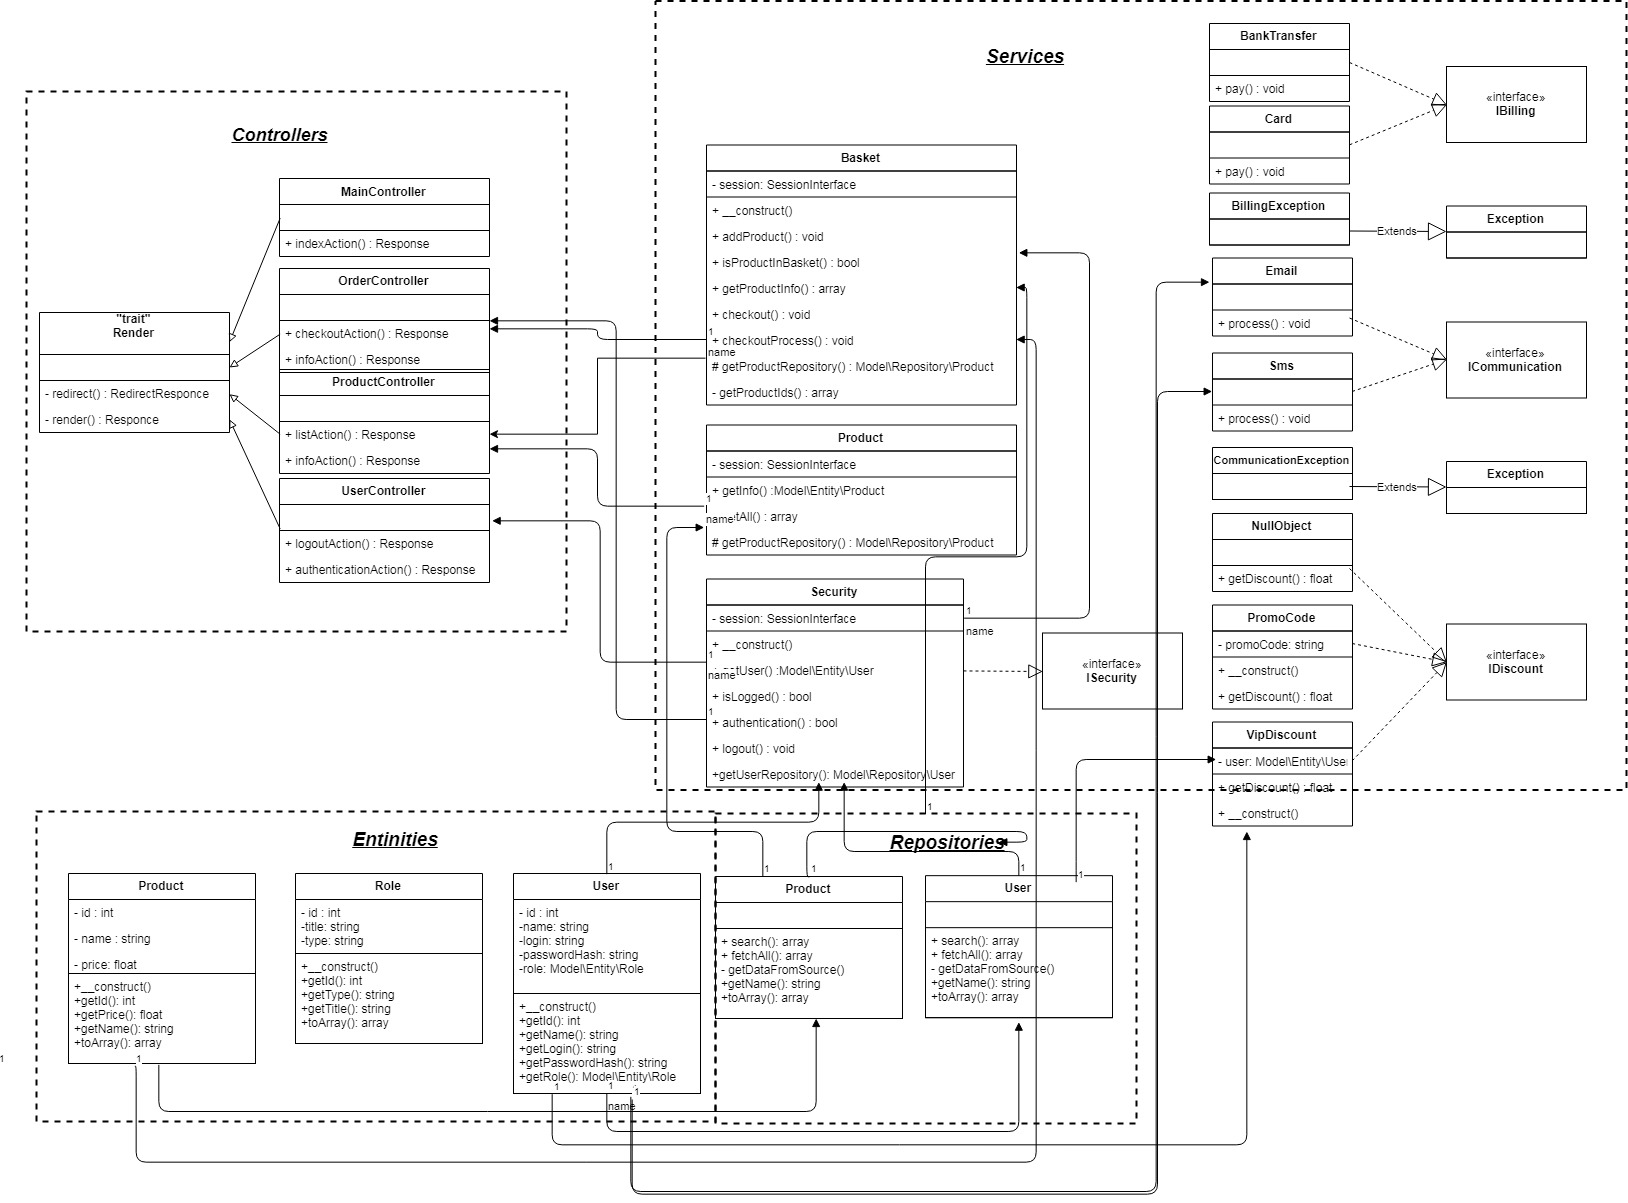 Controllers
MainController
+ indexAction() : Response
OrderController
+ checkoutAction() : Response
+ infoAction() : Response
"trait"
Render
- redirect() : RedirectResponce
- render() : Responce
ProductController
+ listAction() : Response
+ infoAction() : Response
UserController
+ logoutAction() : Response
+ authenticationAction() : Response
Services
Basket
- session: SessionInterface
+ __construct()
+ addProduct() : void
+ isProductInBasket() : bool
+ getProductInfo() : array
+ checkout() : void
1
+ checkoutProcess() : void
name
# getProductRepository() : Model\Repository\Product
- getProductIds() : array
Product
- session: SessionInterface
+ getInfo() :Model\Entity\Product
1
name
tAll() : array
# getProductRepository() : Model\Repository\Product
Security
- session: SessionInterface
1
name
+ __construct()
1
tUser() :Model\Entity\User
name
+ isLogged() : bool
1
+ authentication() : bool
+ logout() : void
+getUserRepository(): Model\Repository\User
«interface»
ISecurity
BankTransfer
+ pay() : void
Card
+ pay() : void
«interface»
IBilling
BillingException
Extends
Exception
Email
+ process() : void
Sms
+ process() : void
«interface»
ICommunication
CommunicationException
Extends
Exception
NullObject
+ getDiscount() : float
PromoCode
- promoCode: string
+ __construct()
+ getDiscount() : float
«interface»
IDiscount
VipDiscount
- user: Model\Entity\User
+ getDiscount() : float
+ __construct()
Entinities
Product
- id : int
- name : string
- price: float
+__construct()
+getId(): int
+getPrice(): float
+getName(): string
+toArray(): array
1
1
Role
- id : int
-title: string
-type: string
+__construct()
+getId(): int
+getType(): string
+getTitle(): string
+toArray(): array
1
User
- id : int
-name: string
-login: string
-passwordHash: string
-role: Model\Entity\Role
+__construct()
+getId(): int
+getName(): string
+getLogin(): string
+getPasswordHash(): string
+getRole(): Model\Entity\Role
1
1
1
name
1
Repositories
1
1
Product
+ search(): array
+ fetchAll(): array
- getDataFromSource()
+getName(): string
+toArray(): array
1
1
User
+ search(): array
+ fetchAll(): array
- getDataFromSource()
+getName(): string
+toArray(): array